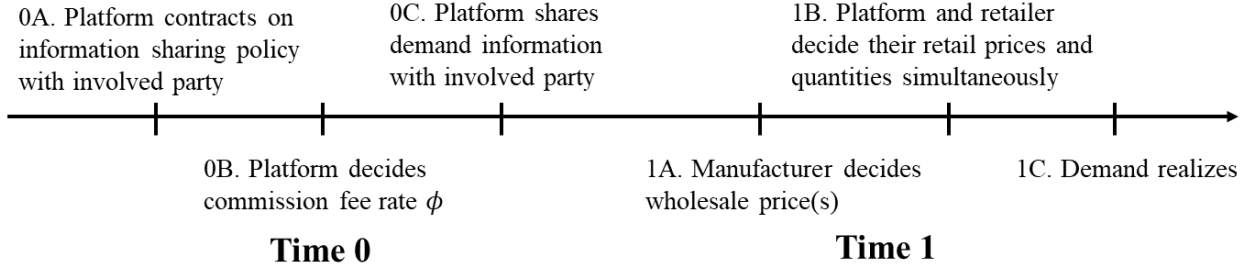 0A. Platform contracts on
information sharing policy
with involved party
0C. Platform shares
demand information
with involved party
1B. Platform and retailer
decide their retail prices and
quantities simultaneously
0B. Platform decides
commission fee rate ϕ
1A. Manufacturer decides
wholesale price(s)
1C. Demand realizes
Time 0
Time 1